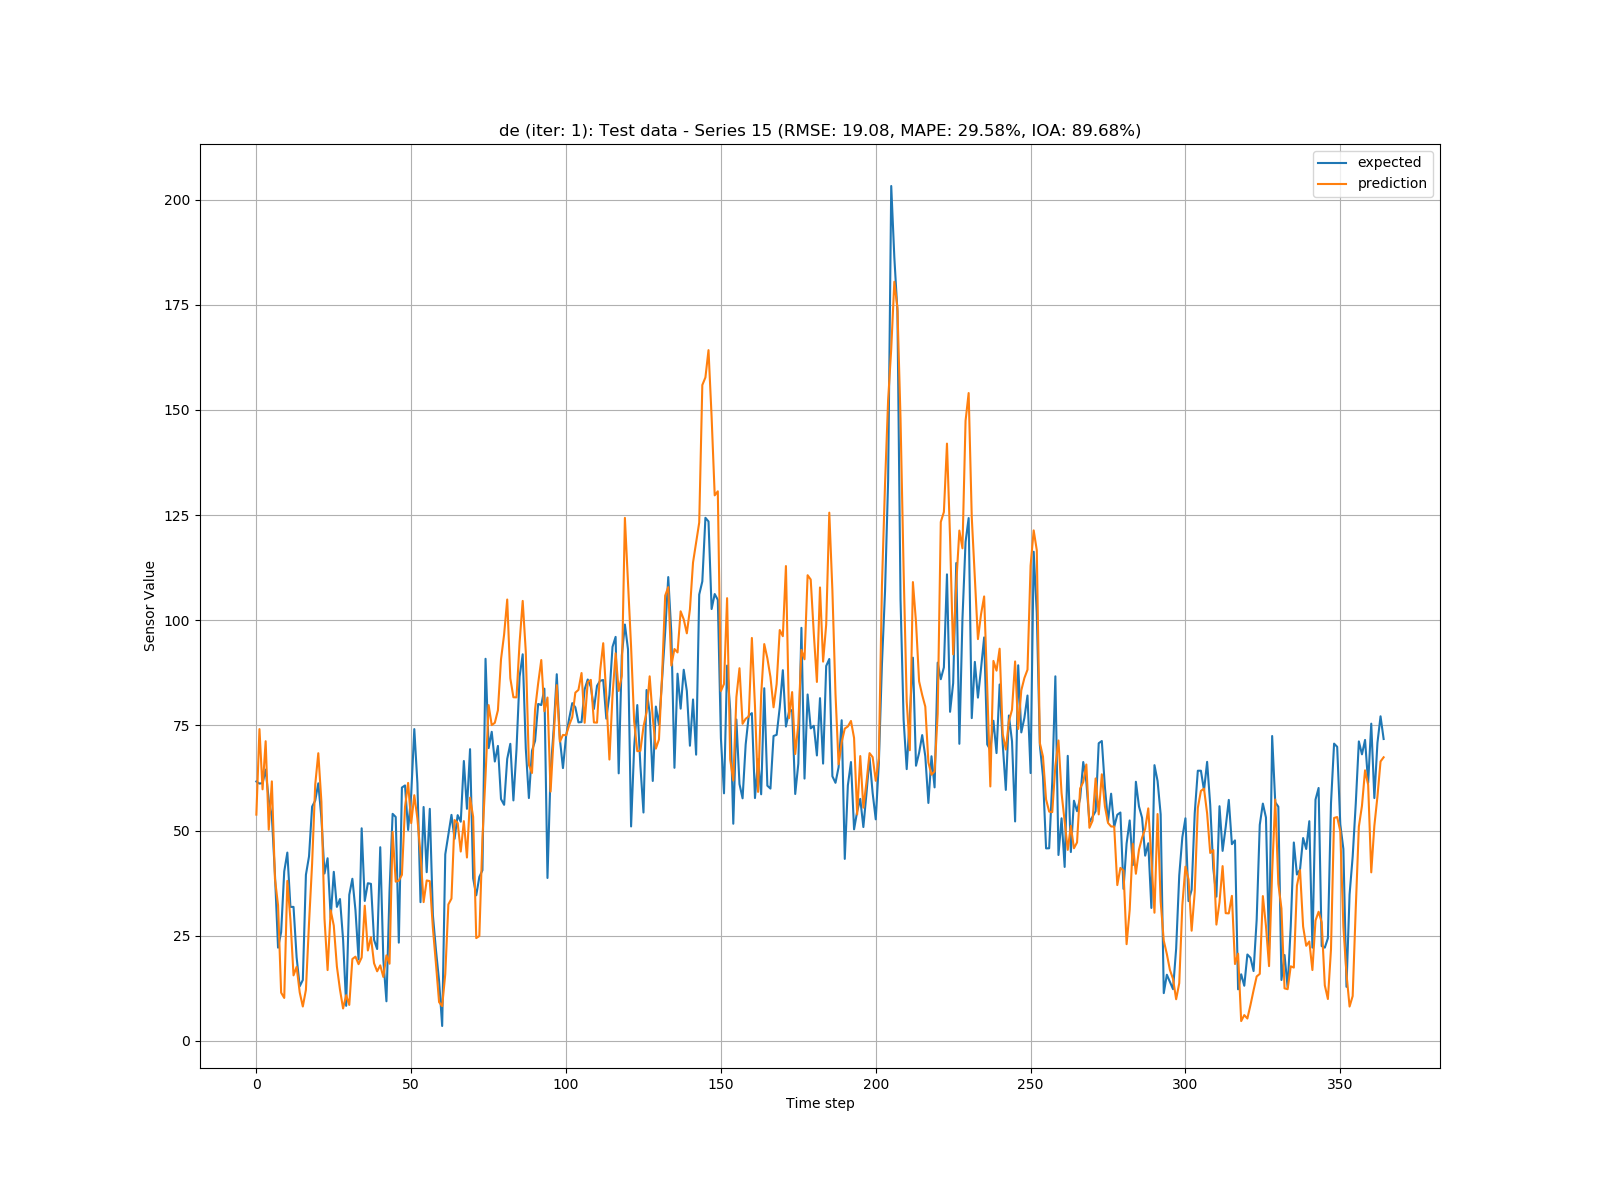 de (iter: 1): Test data - Series 15 (RMSE: 19.08, MAPE: 29.58%, IOA: 89.68%)
expected
prediction
200
175
150
125
100
75
50
25
0
Sensor Value
0 50 100 150 200 250 300 350
Time step